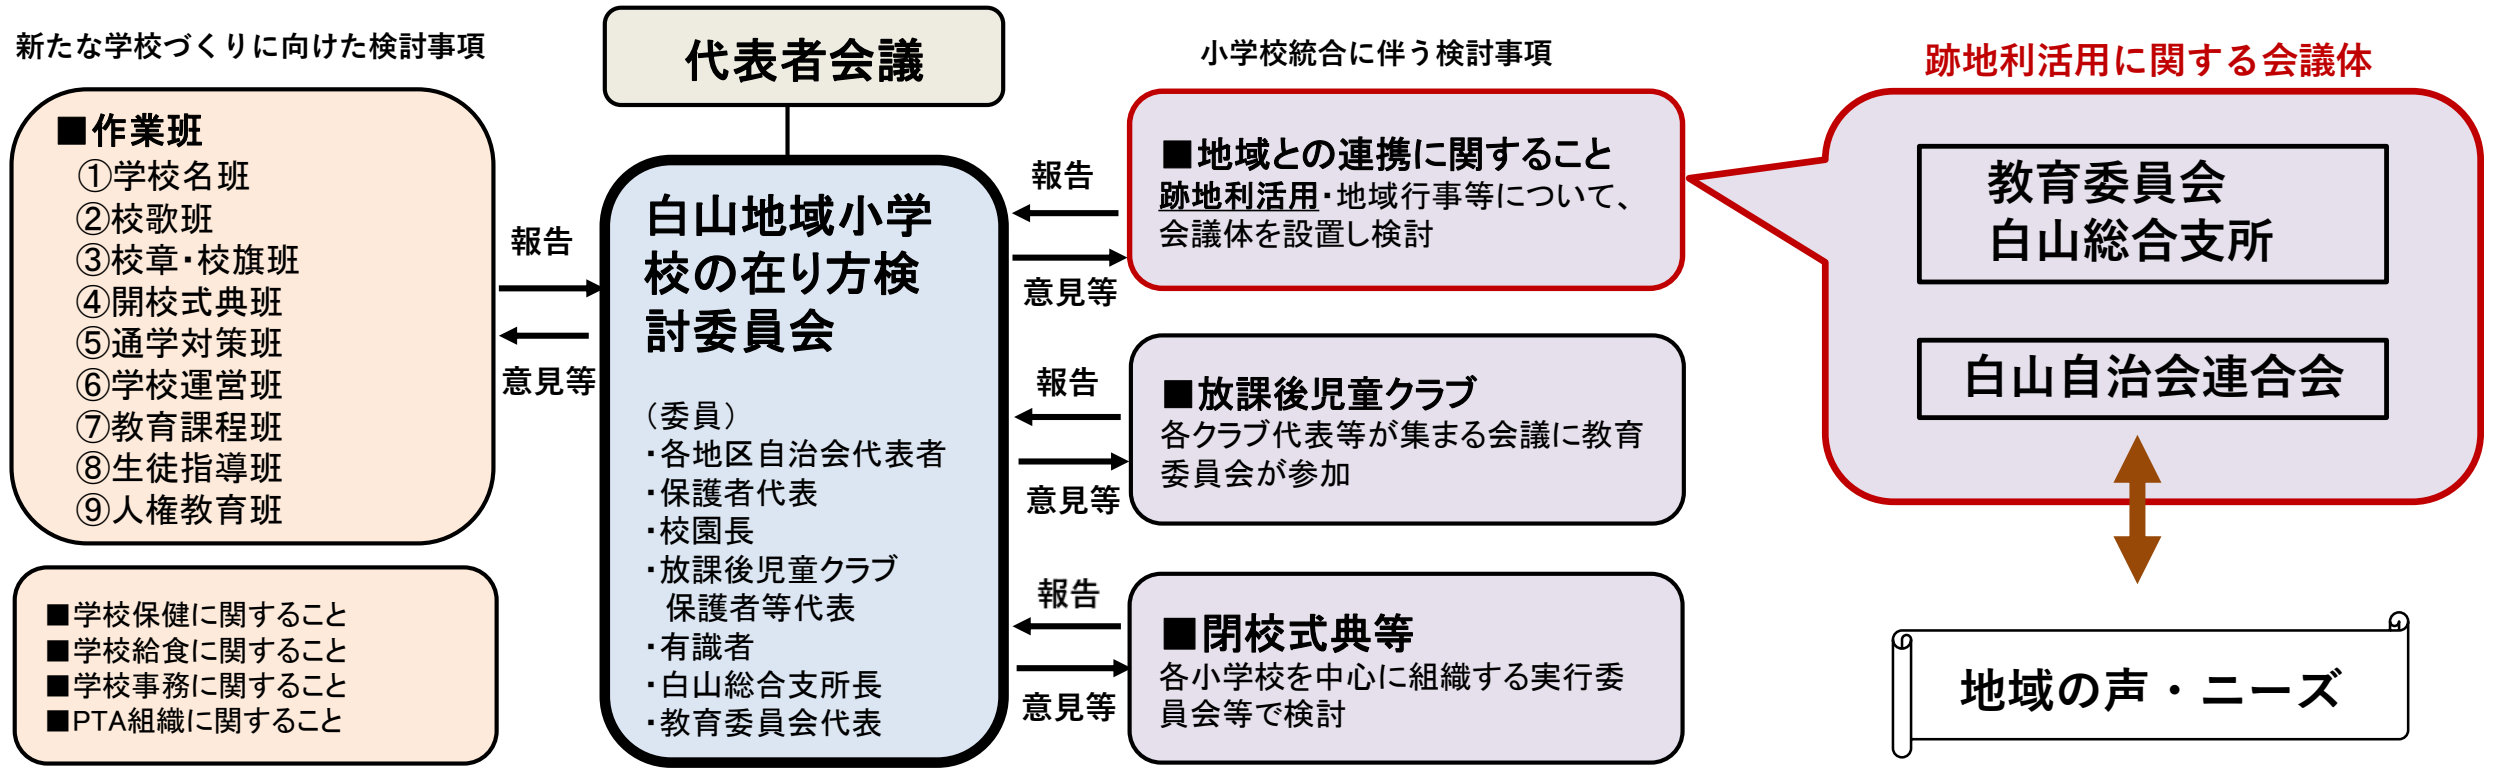 新たな学校づくりに向けた検討事項
■作業班
①学校名班
②校歌班
③校章・校旗班
④開校式典班
⑤通学対策班
⑥学校運営班
⑦教育課程班
⑧生徒指導班
⑨人権教育班
■学校保健に関すること
■学校給食に関すること
■学校事務に関すること
■PTA組織に関すること
報告
意見等
代表者会議
白山地域小学
校の在り方検
討委員会
（委員）
・各地区自治会代表者
・保護者代表
・校園長
・放課後児童クラブ
保護者等代表
・有識者
・白山総合支所長
・教育委員会代表
小学校統合に伴う検討事項
報告
意見等
■地域との連携に関すること
跡地利活用・地域行事等について、
会議体を設置し検討
報告
意見等
■放課後児童クラブ
各クラブ代表等が集まる会議に教育
委員会が参加
報告
意見等
■閉校式典等
各小学校を中心に組織する実行委
員会等で検討
跡地利活用に関する会議体
教育委員会
白山総合支所
白山自治会連合会
地域の声・ニーズ